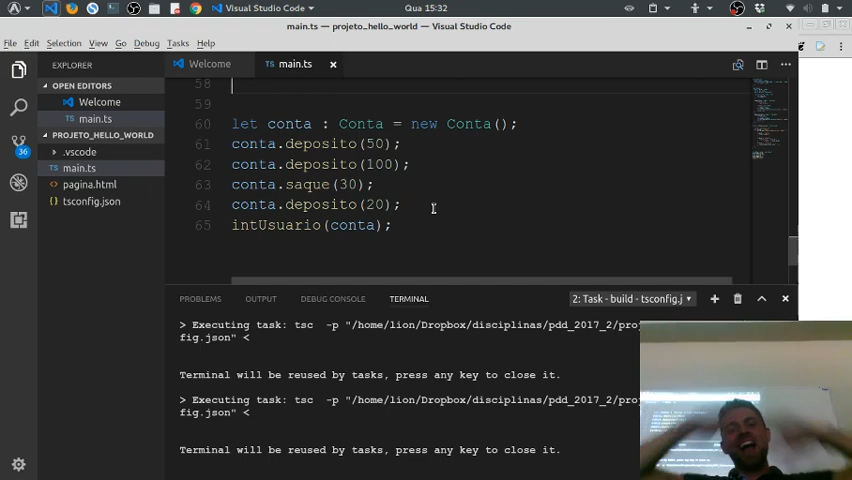 Visual Studio Code
Qua 15:32
main.ts — projeto_hello_world — Visual Studio Code
File Edit Selection View Go Debug Tasks Help
EXPLORER
OPEN EDITORS
Welcome
main.ts
PROJETO_HELLO_WORLD
.vscode
TS main.ts
pagina.html
tsconfig.json
36
Welcome
TS main.ts
58
59
60 let conta : Conta = new Conta();
61 conta.deposito(50);
62 conta.deposito(100);
63 conta.saque(30);
64 conta.deposito(20);
65 intUsuario(conta);
PROBLEMS OUTPUT DEBUG CONSOLE TERMINAL 2: Task - build - tsconfig.j
> Executing task: tsc -p "/home/lion/Dropbox/disciplinas/pdd_2017_2/pro
fig.json" <
Terminal will be reused by tasks, press any key to close it.
> Executing task: tsc -p "/home/lion/Dropbox/disciplinas/pdd_2017_2/pro
fig.json" <
Terminal will be reused by tasks, press any key to close it.